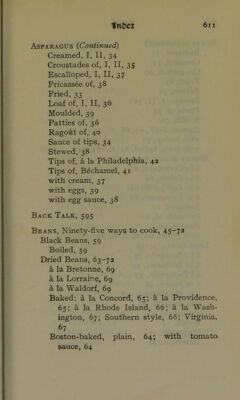 Index 611
ASPARAGUS (Continued)
Creamed, I, II, 34
Croustades of, I, II, 35
Escalloped, I, II, 37
Fricassée of, 38
Fried, 33
Loaf of, I, II, 36
Moulded, 39
Patties of, 36
Ragoût of, 40
Sauce of tips, 34
Stewed, 38
Tips of, à la Philadelphia, 42
Tips of, Béchamel, 41
with cream, 37
with eggs, 39
with egg sauce, 38
BACK TALK, 595
BEANS, Ninety-five ways to cook, 45-72
Black Beans, 59
Boiled, 59
Dried Beans, 63-72
à la Bretonne, 69
à la Lorraine, 69
à la Waldorf, 69
Baked: à la Concord, 65; à la Providence,
65; à la Rhode Island, 66; à la Wash-
ington, 67; Southern style, 66; Virginia,
67
Boston-baked, plain, 64; with tomato
sauce, 64